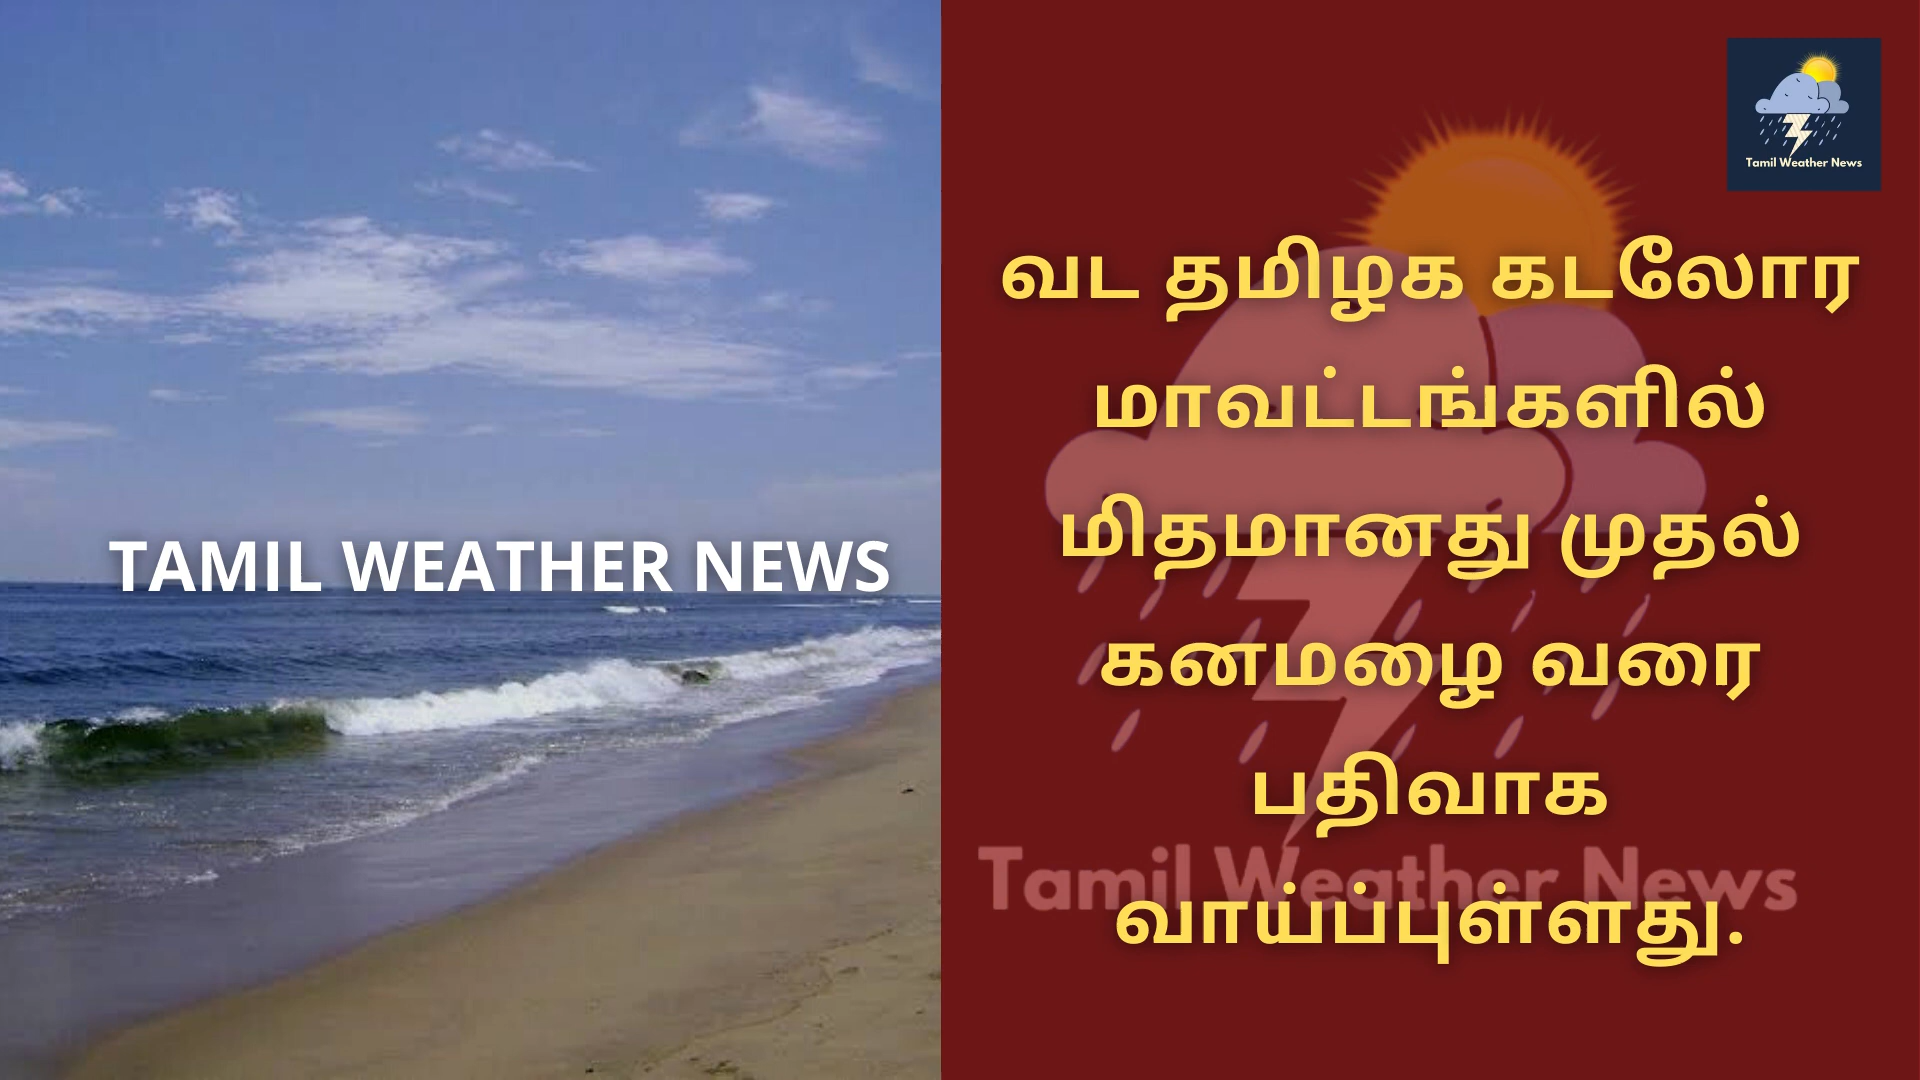 TAMIL WEATHER NEWS
Tamil Weather News
வட தமிழக கடலோர
மாவட்டங்களில்
மிதமானது முதல்
கனமழை வரை
பதிவாக
Tamil Weather News
வாய்ப்புள்ளது.